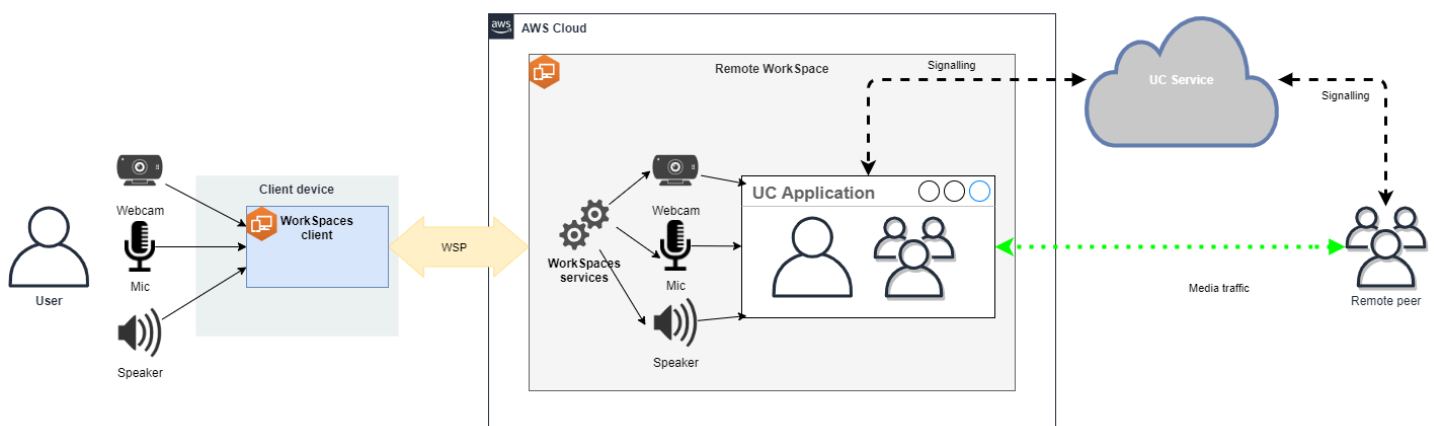 aws
AWS Cloud
Remote WorkSpace
Signalling
UC Service
Signalling
Client device
UC Application
Webcam
WorkSpaces
client
Webcam
User
WSP
WorkSpaces
services
Mic
Mic
Media traffic
Remote peer
Speaker
Speaker